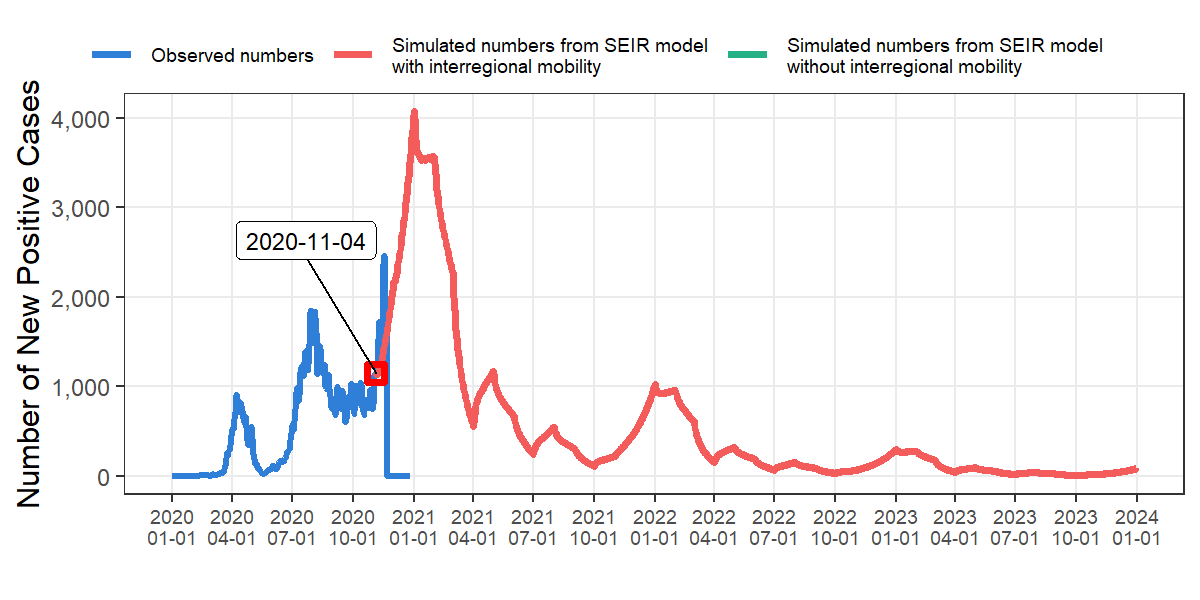 Observed numbers
Simulated numbers from SEIR model
with interregional mobility
Simulated numbers from SEIR model
without interregional mobility
Number of New Positive Cases
4,000
3,000
2,000
1,000
0
2020-11-04
2020 2020 2020 2020 2021 2021 2021 2021 2022 2022 2022 2022 2023 2023 2023 2023 2024
01-01 04-01 07-01 10-01 01-01 04-01 07-01 10-01 01-01 04-01 07-01 10-01 01-01 04-01 07-01 10-01 01-01